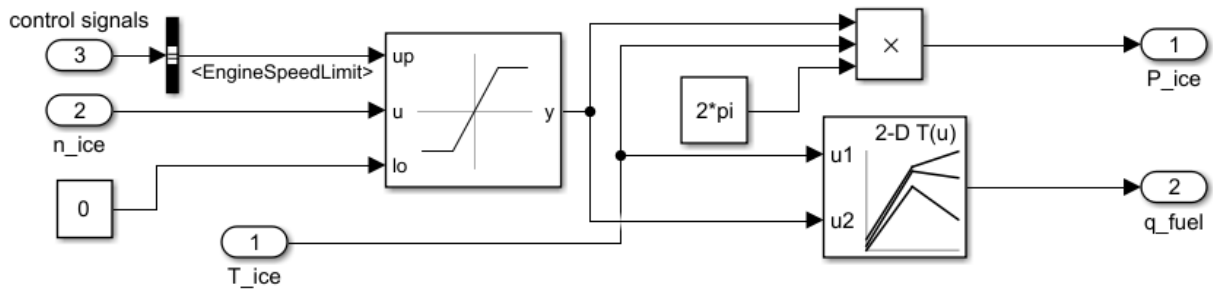 control signals
3
<EngineSpeedLimit>
2
n_ice
0
1
T_ice
up
u
lo
y
2*pi
×
1
P_ice
2-D T(u)
u1
u2
2
q_fuel